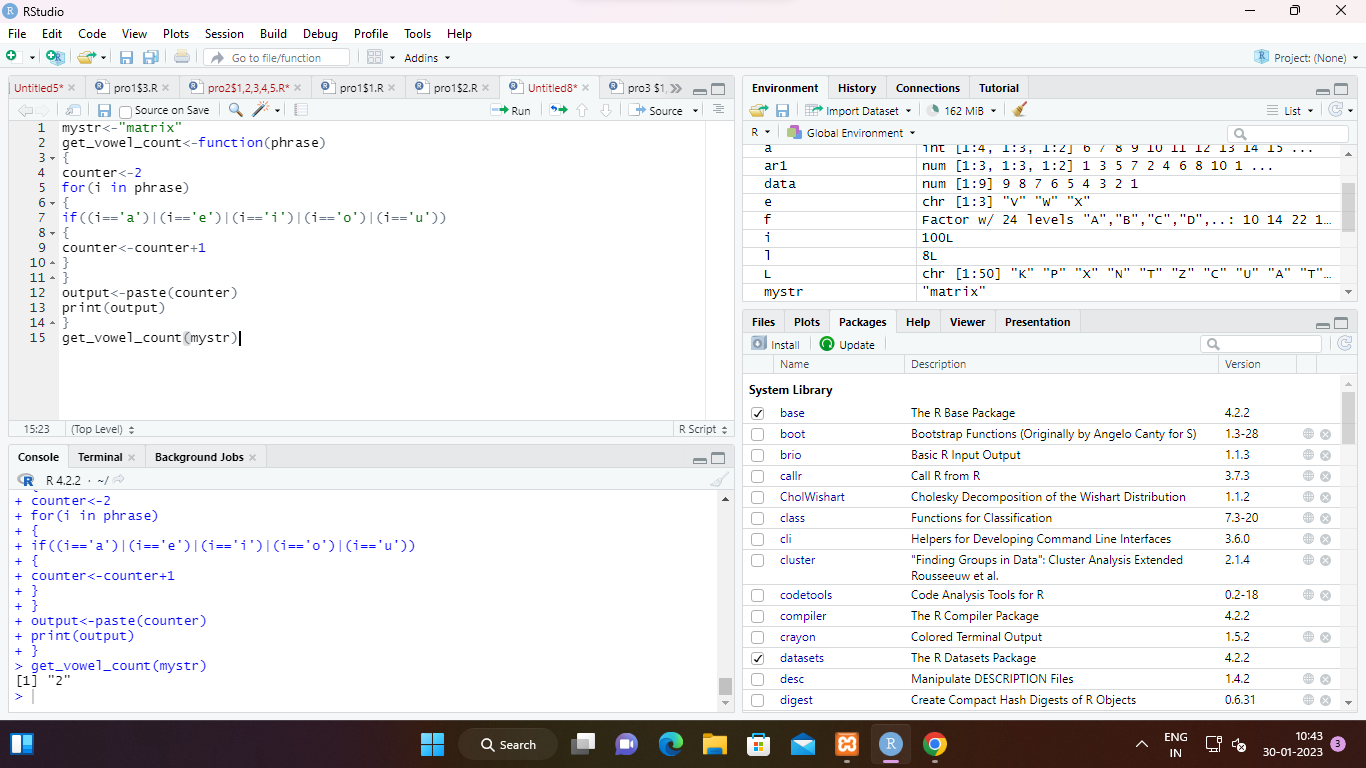 RStudio
File Edit Code View Plots Session Build Debug Profile Tools Help
Go to file/function Addins Project: (None)
Untitled5* pro1$3.R pro2$1,2,3,4,5.R* pro1$1.R pro1$2.R Untitled8* pro3 $1,
Source on Save Run Source
1 mystr<-"matrix"
2 get_vowel_count<-function(phrase)
3 {
4 counter<-2
5 for(i in phrase)
6 {
7 if((i=='a')|(i=='e')|(i=='i')|(i=='o')|(i=='u'))
8 {
9 counter<-counter+1
10 }
11 }
12 output<-paste(counter)
13 print(output)
14 }
15 get_vowel_count(mystr)
15:23 (Top Level) R Script
Console Terminal Background Jobs
R 4.2.2 · ~/
+ counter<-2
+ for(i in phrase)
+ {
+ if((i=='a')|(i=='e')|(i=='i')|(i=='o')|(i=='u'))
+ {
+ counter<-counter+1
+ }
+ }
+ output<-paste(counter)
+ print(output)
+ }
> get_vowel_count(mystr)
[1] "2"
>
Environment History Connections Tutorial
Import Dataset 162 MiB List
R Global Environment
a int [1:4, 1:3, 1:2] 6 7 8 9 10 11 12 13 14 15 ...
ar1 num [1:3, 1:3, 1:2] 1 3 5 7 2 4 6 8 10 1 ...
data num [1:9] 9 8 7 6 5 4 3 2 1
e chr [1:3] "V" "W" "X"
f Factor w/ 24 levels "A","B","C","D",..: 10 14 22 1…
i 100L
l 8L
L chr [1:50] "K" "P" "X" "N" "T" "Z" "C" "U" "A" "T"…
mystr "matrix"
Files Plots Packages Help Viewer Presentation
Install Update
Name Description Version
System Library
base The R Base Package 4.2.2
boot Bootstrap Functions (Originally by Angelo Canty for S) 1.3-28
brio Basic R Input Output 1.1.3
callr Call R from R 3.7.3
CholWishart Cholesky Decomposition of the Wishart Distribution 1.1.2
class Functions for Classification 7.3-20
cli Helpers for Developing Command Line Interfaces 3.6.0
cluster "Finding Groups in Data": Cluster Analysis Extended 2.1.4
Rousseeuw et al.
codetools Code Analysis Tools for R 0.2-18
compiler The R Compiler Package 4.2.2
crayon Colored Terminal Output 1.5.2
datasets The R Datasets Package 4.2.2
desc Manipulate DESCRIPTION Files 1.4.2
digest Create Compact Hash Digests of R Objects 0.6.31
Search
ENG
IN
10:43
30-01-2023
3